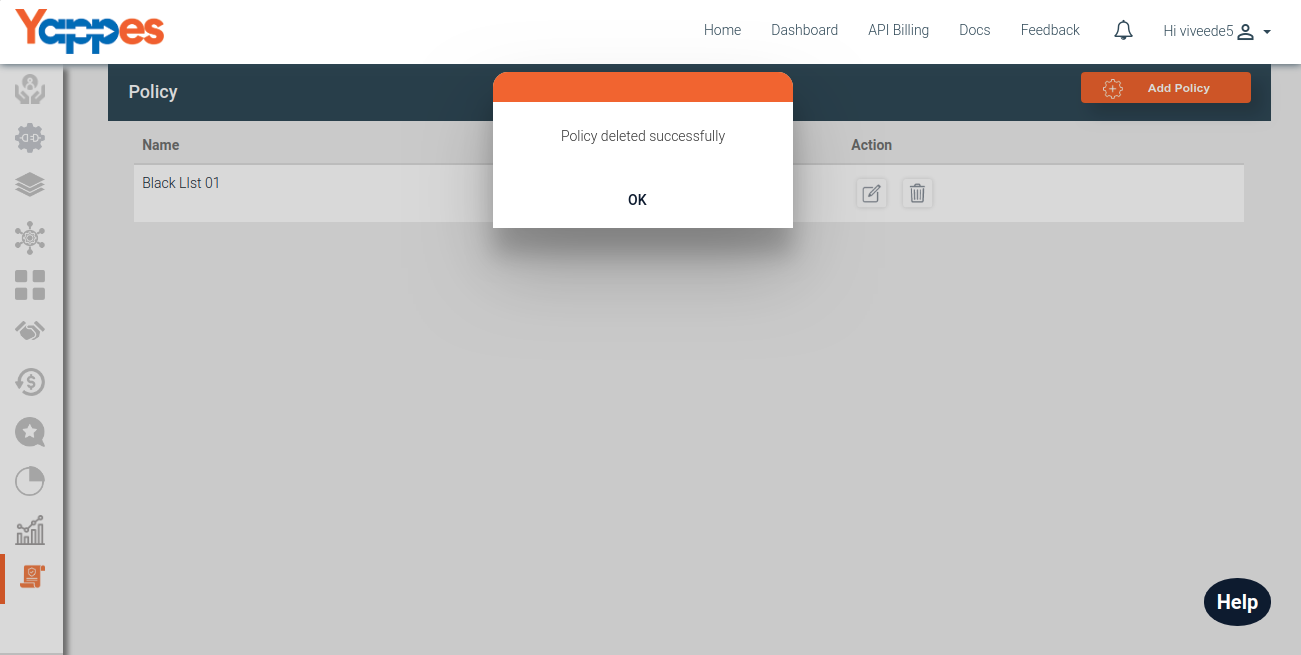 Yappes
Home Dashboard API Billing Docs Feedback Hi viveede5
Policy
Add Policy
Name Action
Black LIst 01
Policy deleted successfully
OK
Help